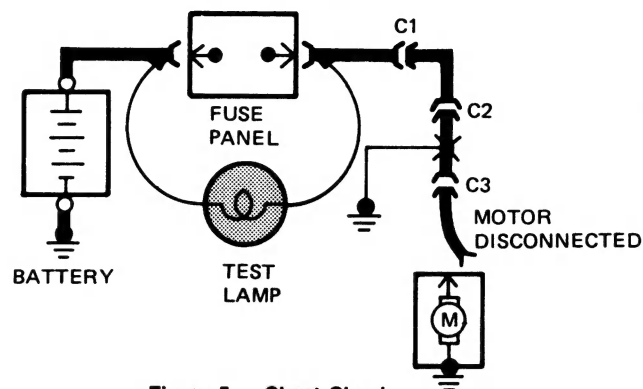 C1
FUSE
PANEL
C2
C3
MOTOR
DISCONNECTED
BATTERY
TEST
LAMP
M